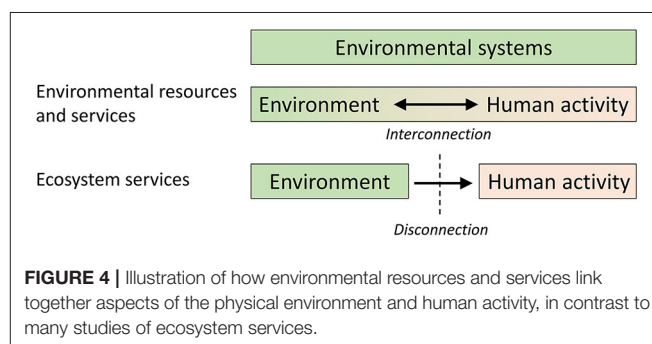 Environmental systems
Environmental resources
and services
Environment
Human activity
Interconnection
Ecosystem services
Environment
Human activity
Disconnection
FIGURE 4 | Illustration of how environmental resources and services link
together aspects of the physical environment and human activity, in contrast to
many studies of ecosystem services.